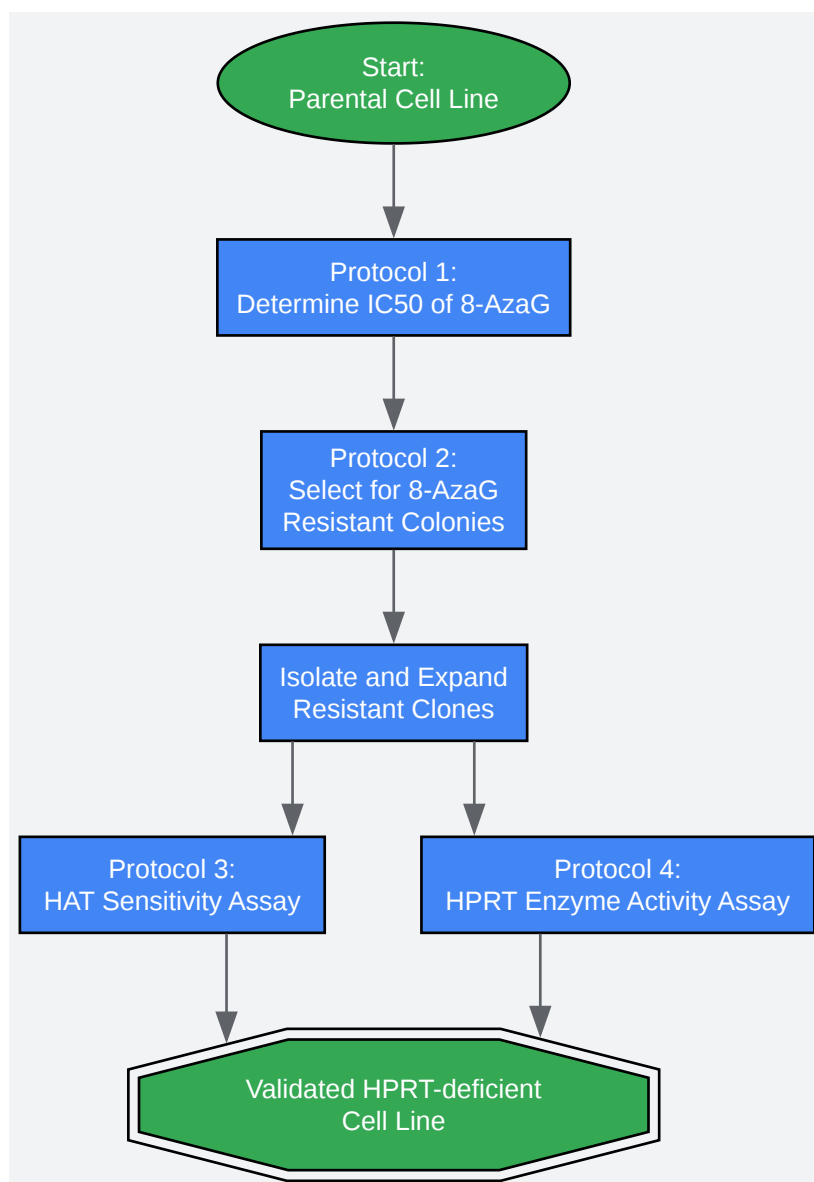 Start:
Parental Cell Line
Protocol 1:
Determine IC50 of 8-AzaG
Protocol 2:
Select for 8-AzaG
Resistant Colonies
Isolate and Expand
Resistant Clones
Protocol 3:
HAT Sensitivity Assay
Protocol 4:
HPRT Enzyme Activity Assay
Validated HPRT-deficient
Cell Line